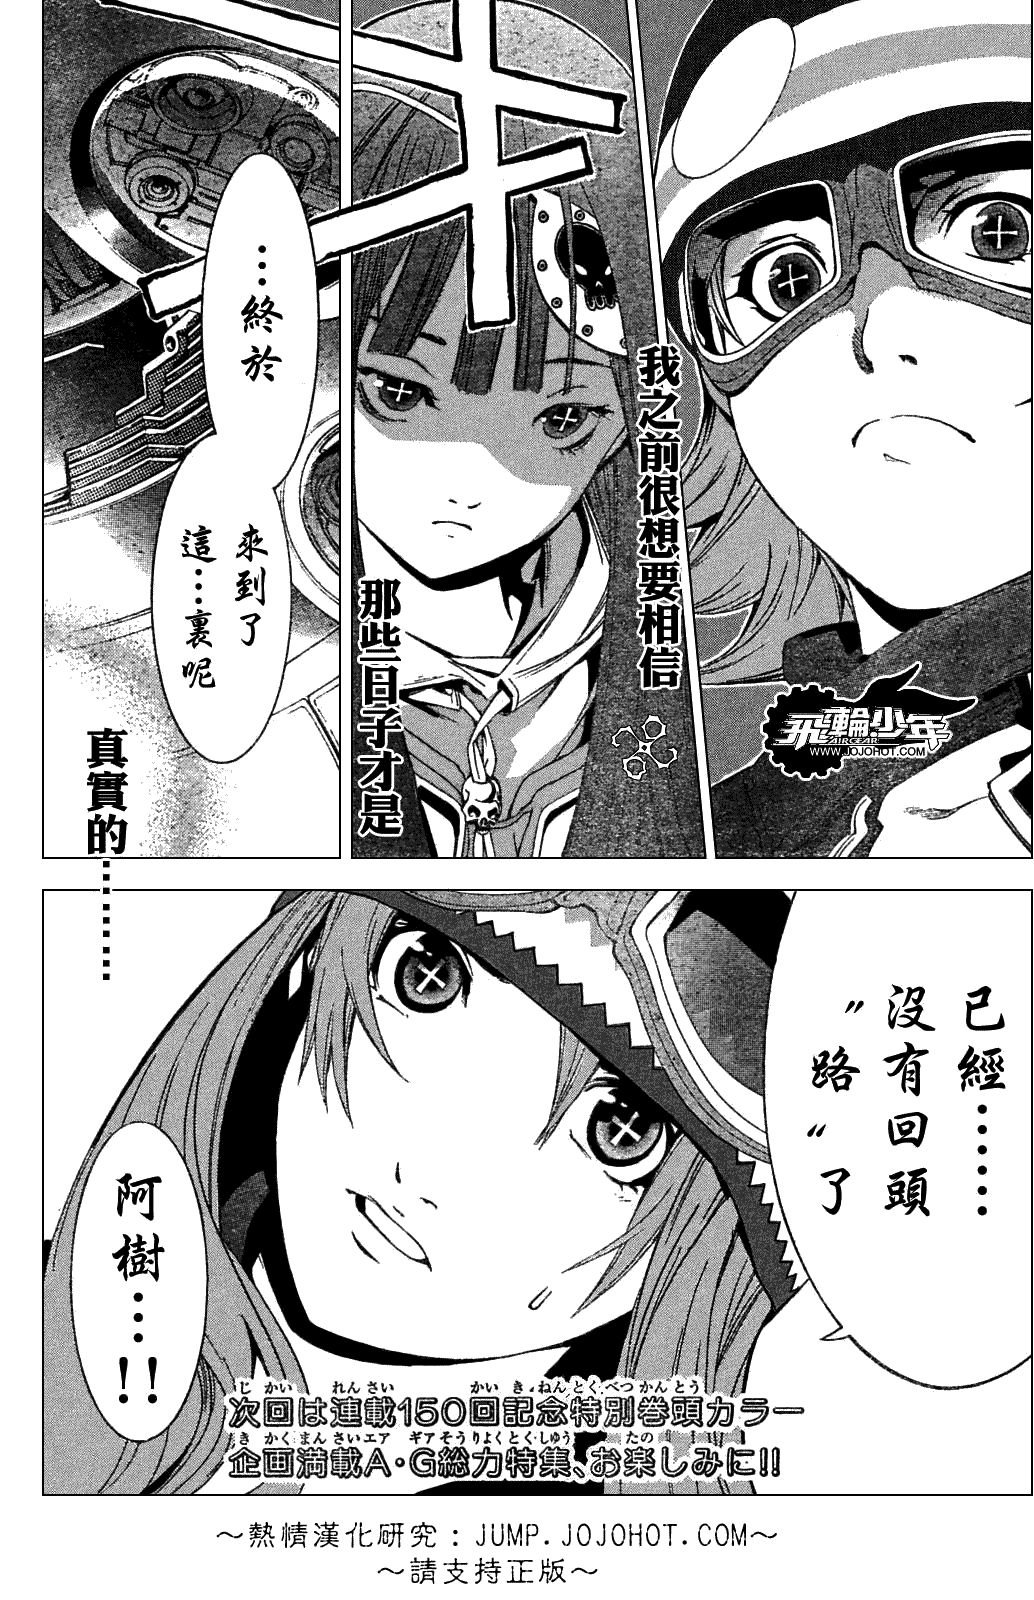 我之前很想要相信
那些日子才是
真實的………
…終於
來到了
這…裏呢
飛輪少年
AIRGEAR
WWW.JOJOHOT.COM
已經……
沒有回頭
〝路〞了
阿樹…!!
じかい れんさい かいきねんとくべつかんとう
次回は連載150回記念特別巻頭カラー
きかくまんさいエア ギアそうりょくとくしゅう たの
企画満載A・G総力特集、お楽しみに!!
～熱情漢化研究：JUMP.JOJOHOT.COM～
～請支持正版～